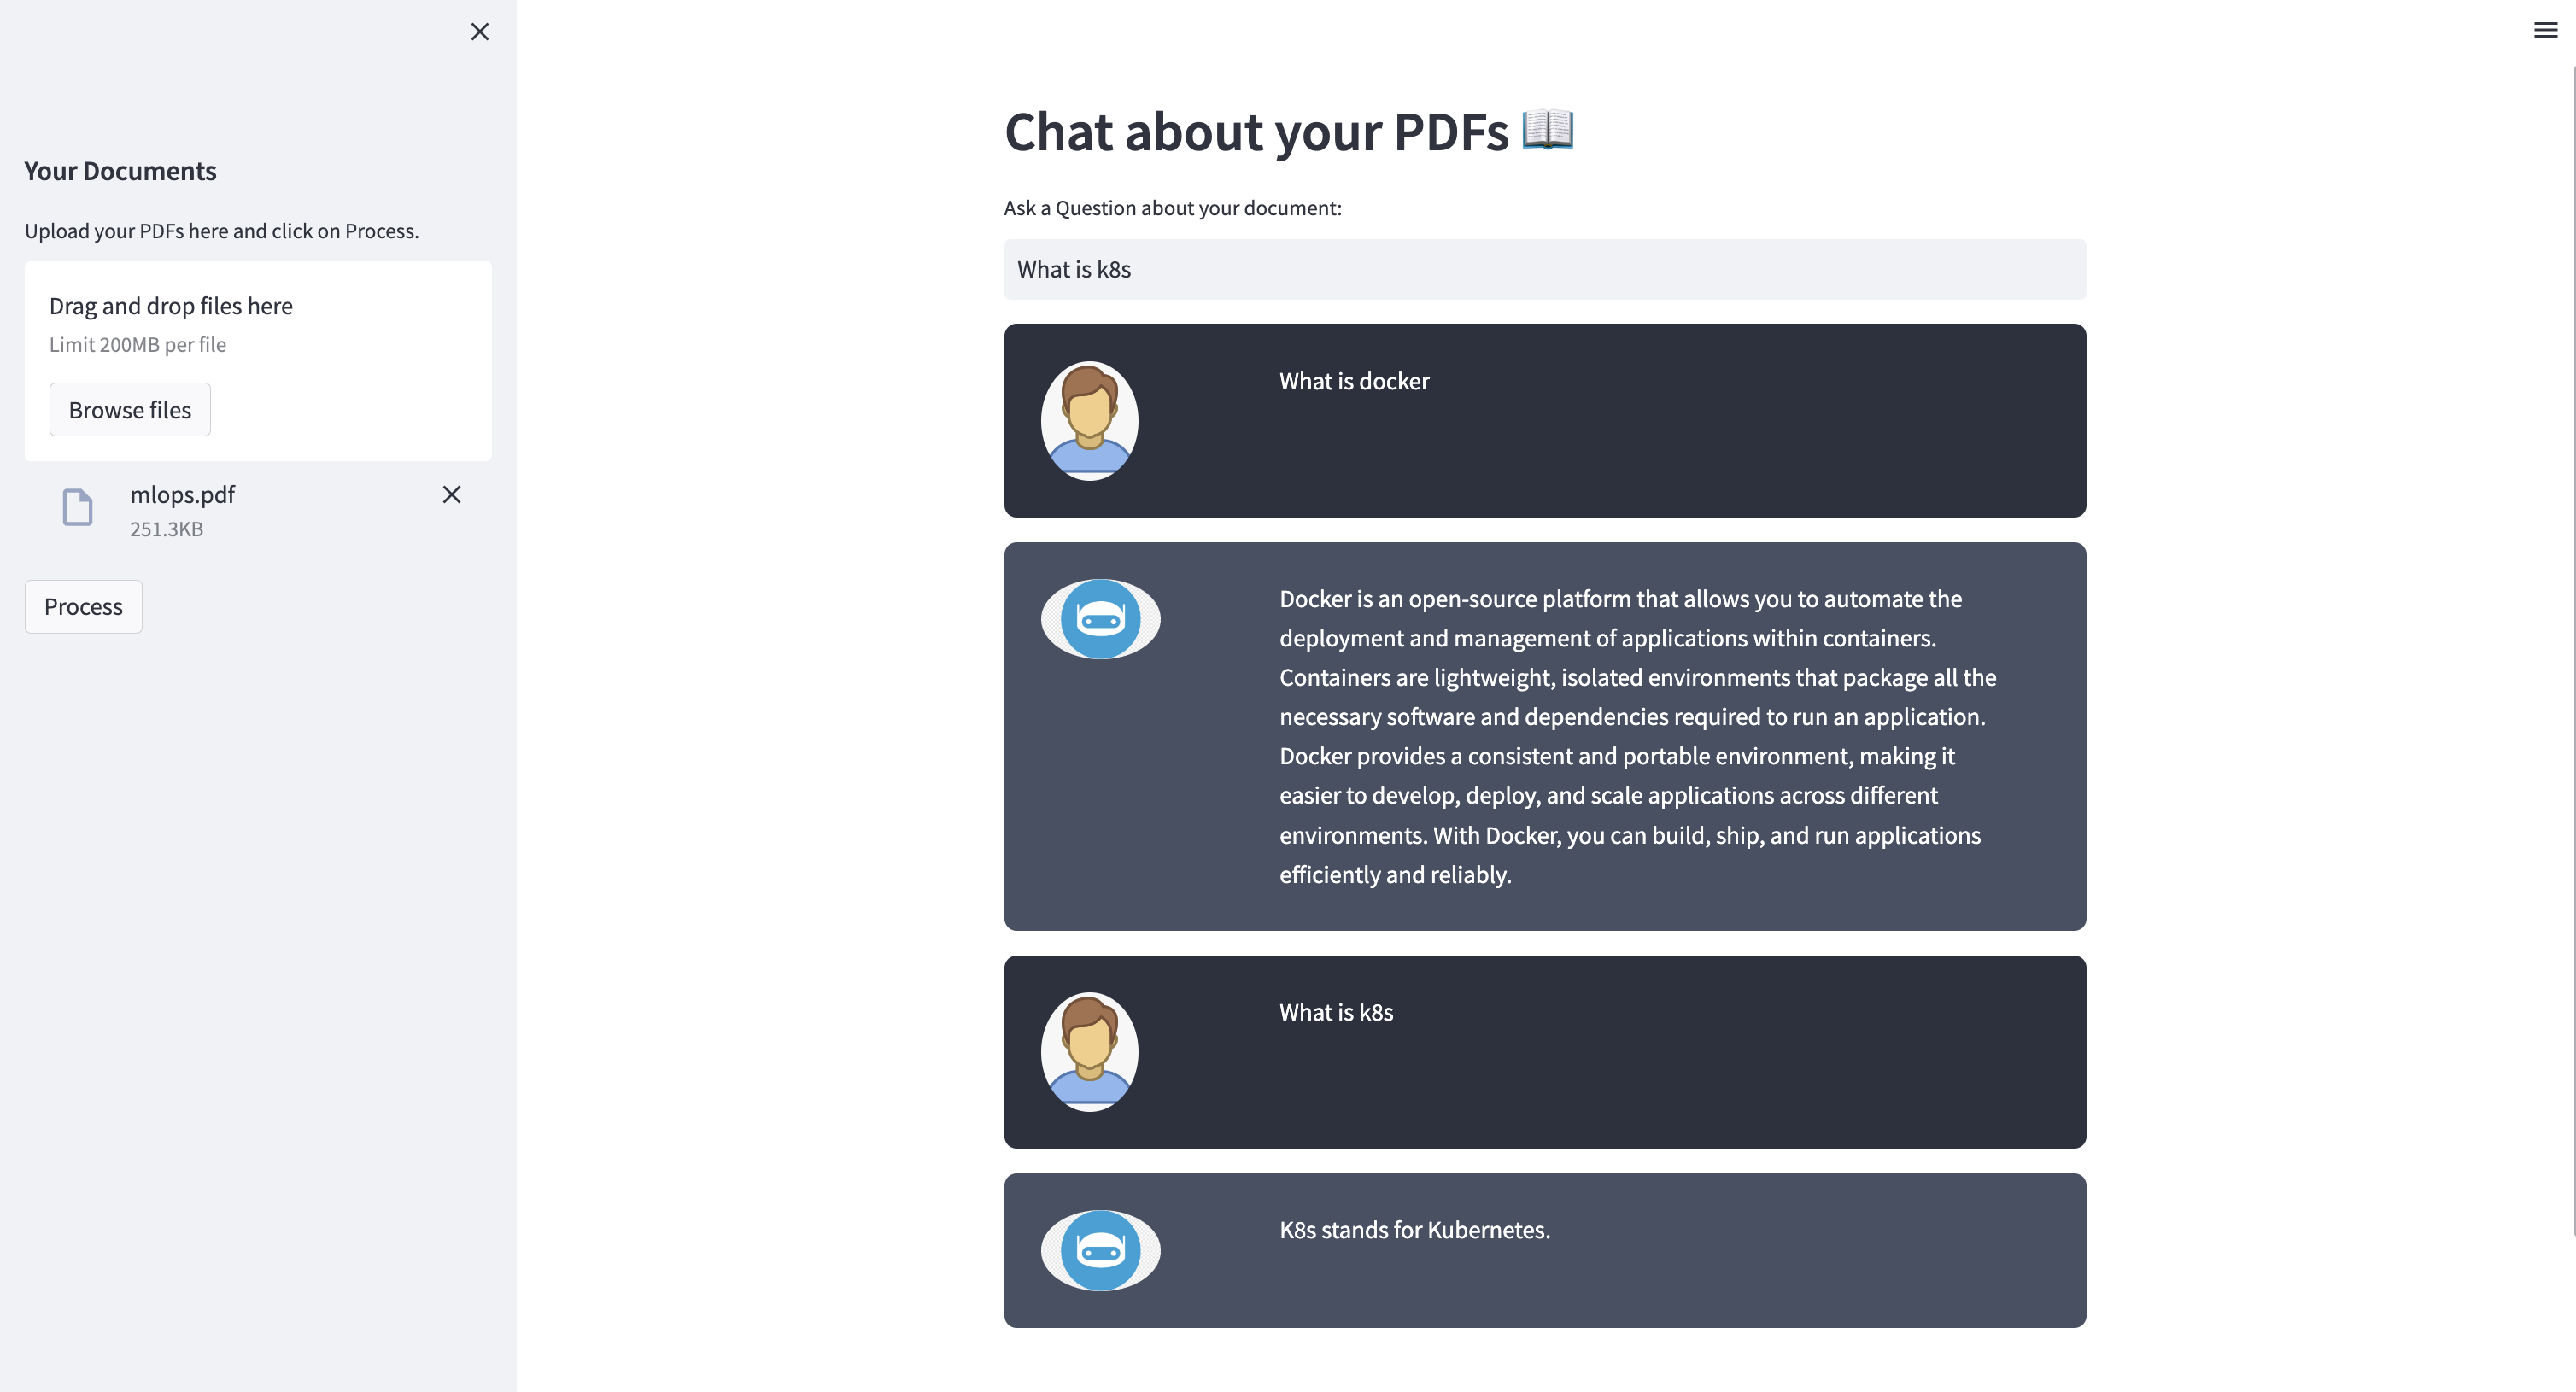 Your Documents
Upload your PDFs here and click on Process.
Drag and drop files here
Limit 200MB per file
Browse files
mlops.pdf
251.3KB
Process
Chat about your PDFs 📖
Ask a Question about your document:
What is k8s
What is docker
Docker is an open-source platform that allows you to automate the
deployment and management of applications within containers.
Containers are lightweight, isolated environments that package all the
necessary software and dependencies required to run an application.
Docker provides a consistent and portable environment, making it
easier to develop, deploy, and scale applications across different
environments. With Docker, you can build, ship, and run applications
efficiently and reliably.
What is k8s
K8s stands for Kubernetes.